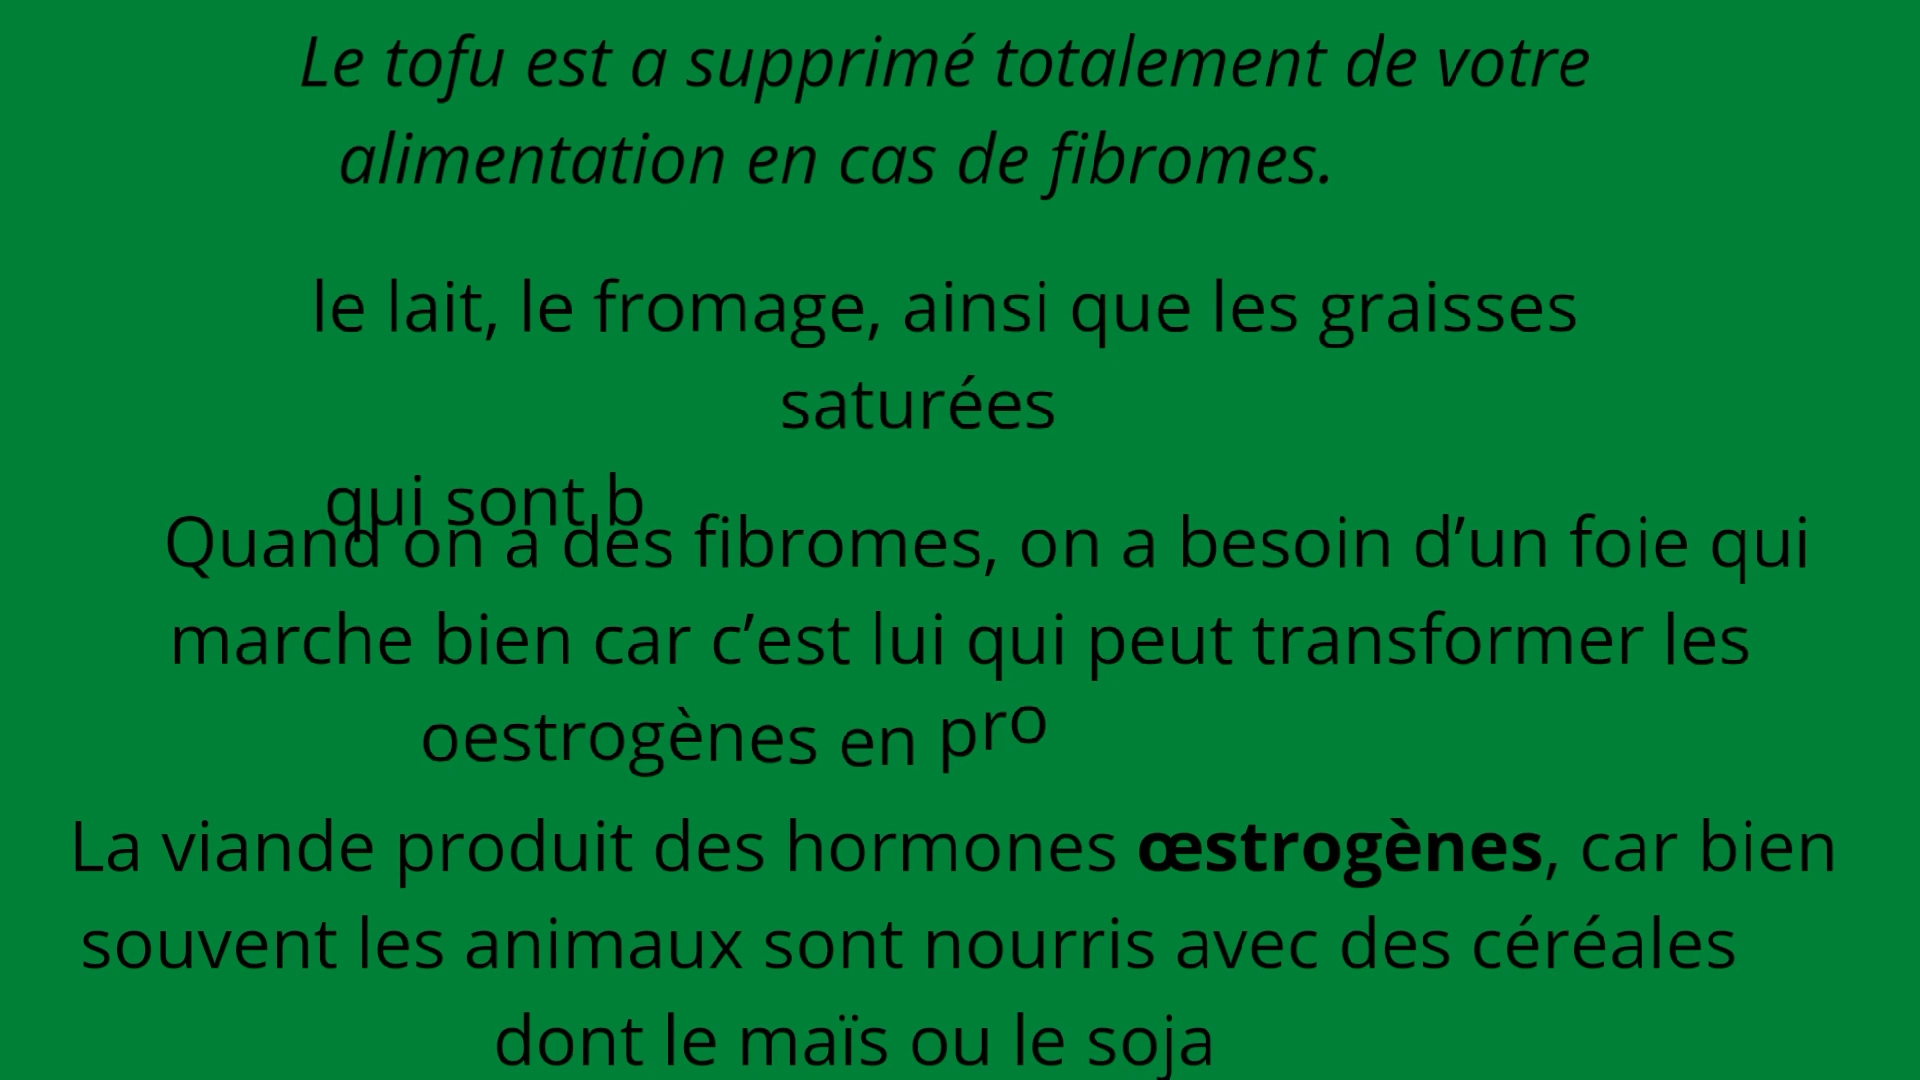 Le tofu est a supprimé totalement de votre
alimentation en cas de fibromes.
le lait, le fromage, ainsi que les graisses
saturées
qui sont b
Quand on a des fibromes, on a besoin d’un foie qui
marche bien car c’est lui qui peut transformer les
oestrogènes en pro
La viande produit des hormones œstrogènes, car bien
souvent les animaux sont nourris avec des céréales
dont le maïs ou le soja